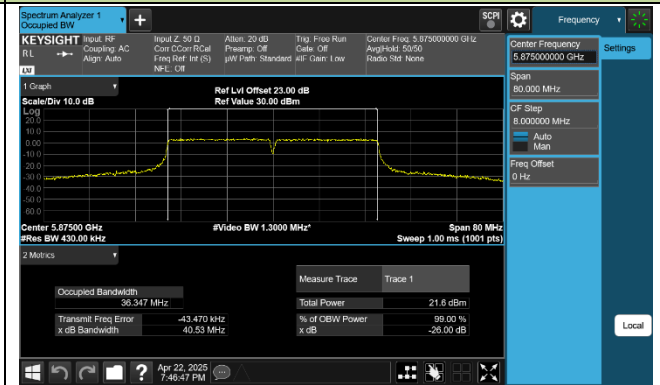 Spectrum Analyzer 1
Occupied BW
SCPI
Frequency
KEYSIGHT
RL
LXI
Input: RF
Coupling: AC
Align: Auto
Input Z: 50 Ω
Corr CCorr RCal
Freq Ref: Int (S)
NFE: Off
Atten: 20 dB
Preamp: Off
µW Path: Standard
Trig: Free Run
Gate: Off
#IF Gain: Low
Center Freq: 5.875000000 GHz
Avg|Hold: 50/50
Radio Std: None
Center Frequency
5.875000000 GHz
Settings
Span
80.000 MHz
CF Step
8.000000 MHz
Auto
Man
Freq Offset
0 Hz
1 Graph
Scale/Div 10.0 dB
Ref Lvl Offset 23.00 dB
Ref Value 30.00 dBm
Log
20.0
10.0
0.00
-10.0
-20.0
-30.0
-40.0
-50.0
-60.0
Center 5.87500 GHz
#Video BW 1.3000 MHz*
Span 80 MHz
#Res BW 430.00 kHz
Sweep 1.00 ms (1001 pts)
2 Metrics
Measure Trace Trace 1
Occupied Bandwidth
36.347 MHz
Total Power 21.6 dBm
Transmit Freq Error -43.470 kHz
% of OBW Power 99.00 %
x dB Bandwidth 40.53 MHz
x dB -26.00 dB
Local
?
Apr 22, 2025
7:46:47 PM